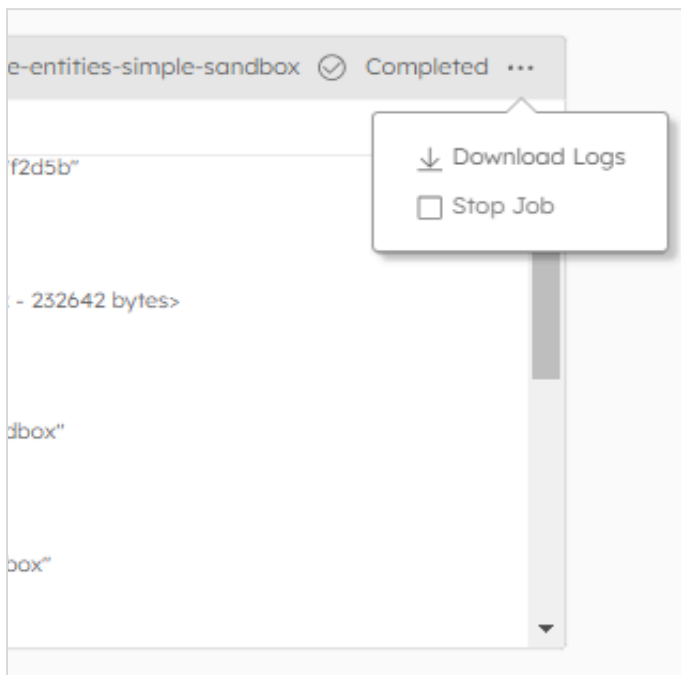 e-entities-simple-sandbox Completed ...
Download Logs
f2d5b"
Stop Job
- 232642 bytes>
dbox"
box"